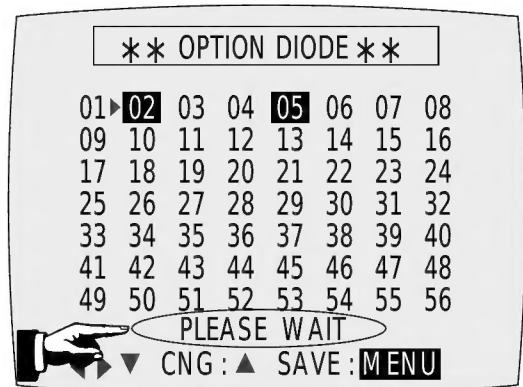 ** OPTION DIODE **
01▶02 03 04 05 06 07 08
09 10 11 12 13 14 15 16
17 18 19 20 21 22 23 24
25 26 27 28 29 30 31 32
33 34 35 36 37 38 39 40
41 42 43 44 45 46 47 48
49 50 51 52 53 54 55 56
PLEASE WAIT
◀▶▼ CNG:▲ SAVE:MENU